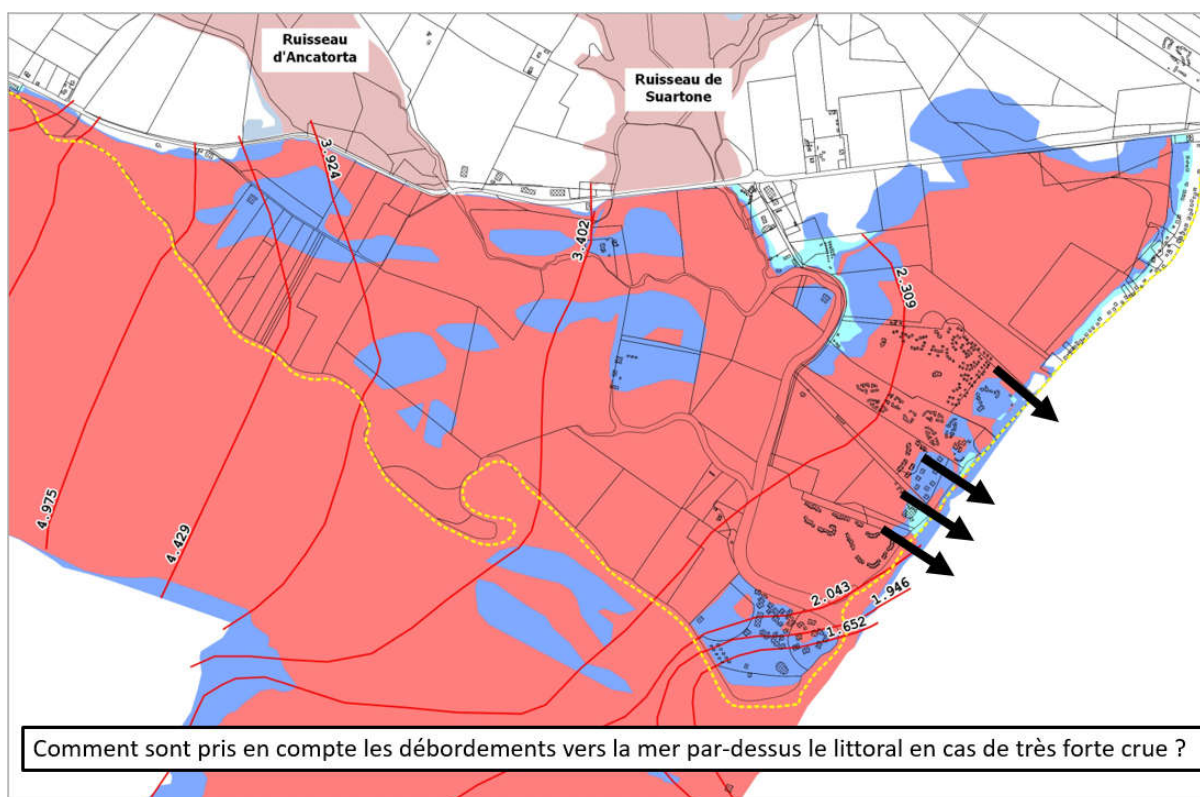 Ruisseau
d'Ancatorta
Ruisseau de
Suartone
3.924
3.402
2.309
4.975
4.429
2.043
1.946
1.652
Comment sont pris en compte les débordements vers la mer par-dessus le littoral en cas de très forte crue ?